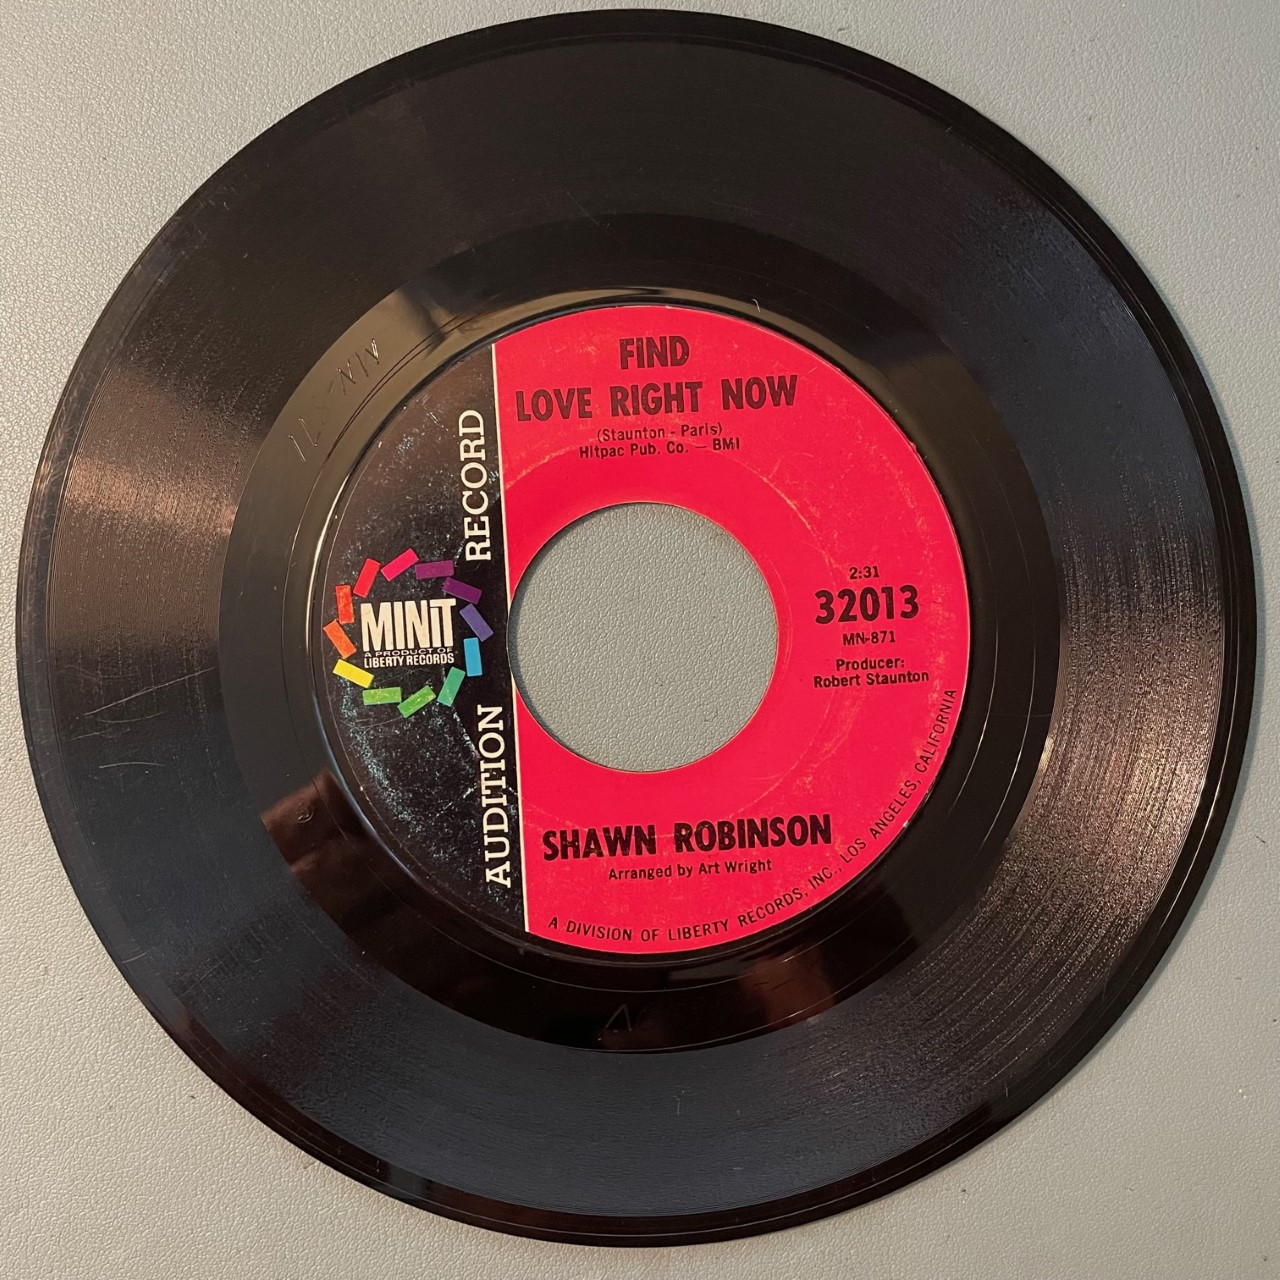 FIND
LOVE RIGHT NOW
(Staunton - Paris)
Hitpac Pub. Co. — BMI
AUDITION RECORD
MINIT
A PRODUCT OF
LIBERTY RECORDS
2:31
32013
MN-871
Producer:
Robert Staunton
SHAWN ROBINSON
Arranged by Art Wright
A DIVISION OF LIBERTY RECORDS, INC., LOS ANGELES, CALIFORNIA